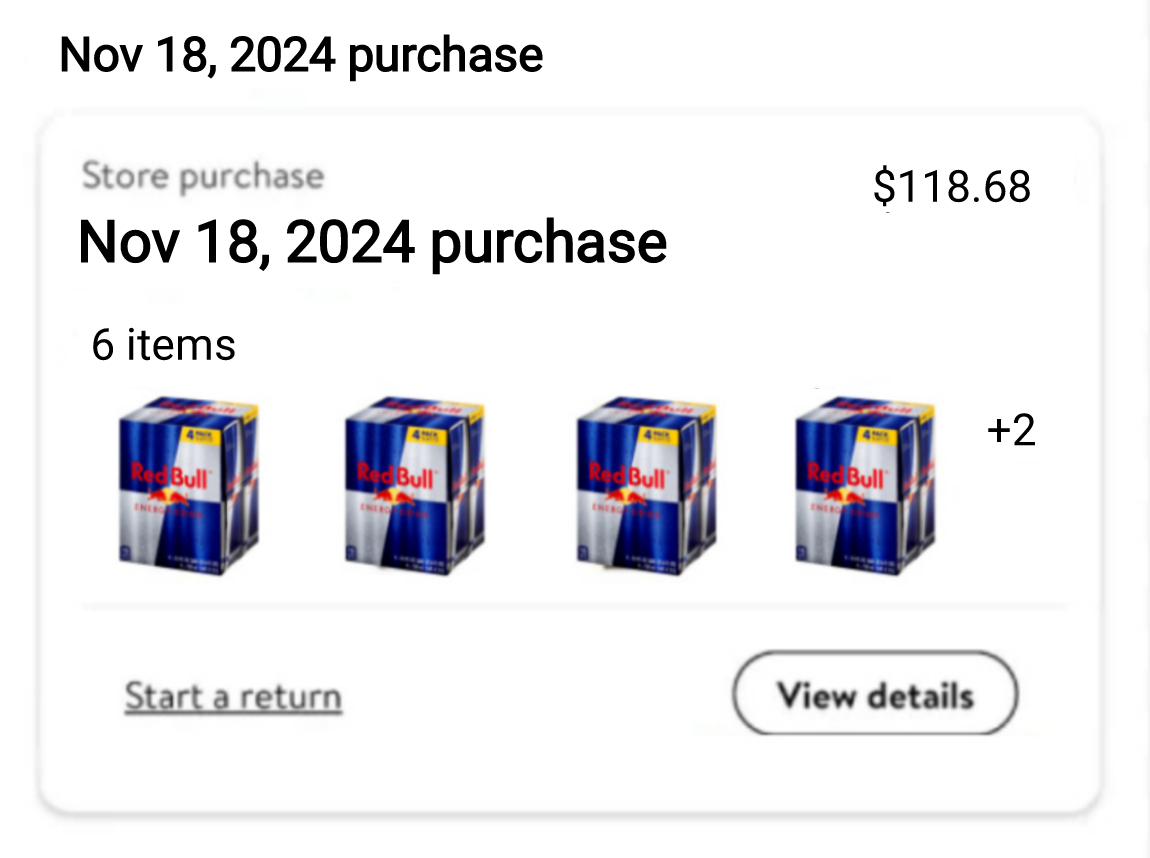 Nov 18, 2024 purchase
Store purchase
$118.68
Nov 18, 2024 purchase
6 items
4 PACK
Red Bull
ENERGY DRINK
4 PACK
Red Bull
ENERGY DRINK
4 PACK
Red Bull
ENERGY DRINK
4 PACK
Red Bull
ENERGY DRINK
+2
Start a return
View details